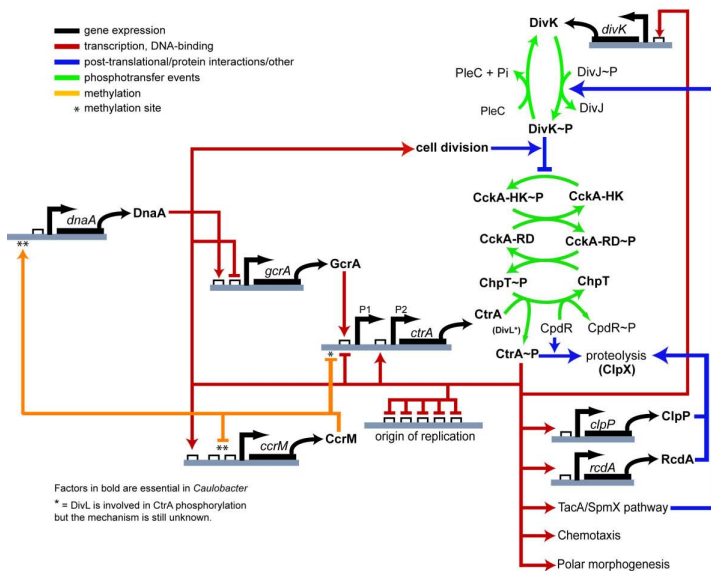 gene expression
transcription, DNA-binding
post-translational/protein interactions/other
phosphotransfer events
methylation
* methylation site
DivK
divK
PleC + Pi
DivJ~P
PleC
DivJ
DivK~P
cell division
CckA-HK~P
CckA-HK
CckA-RD
CckA-RD~P
ChpT~P
ChpT
dnaA
DnaA
**
gcrA
GcrA
P1
P2
ctrA
*
CtrA
(DivL*)
CpdR
CpdR~P
CtrA~P
proteolysis
(ClpX)
origin of replication
**
ccrM
CcrM
clpP
ClpP
rcdA
RcdA
TacA/SpmX pathway
Chemotaxis
Polar morphogenesis
Factors in bold are essential in Caulobacter
* = DivL is involved in CtrA phosphorylation
but the mechanism is still unknown.